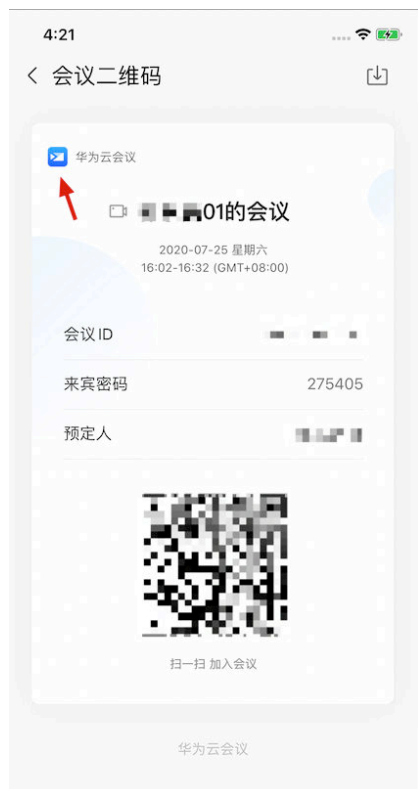 4:21
会议二维码
华为云会议
01的会议
2020-07-25 星期六
16:02-16:32 (GMT+08:00)
会议ID
来宾密码 275405
预定人
扫一扫 加入会议
华为云会议